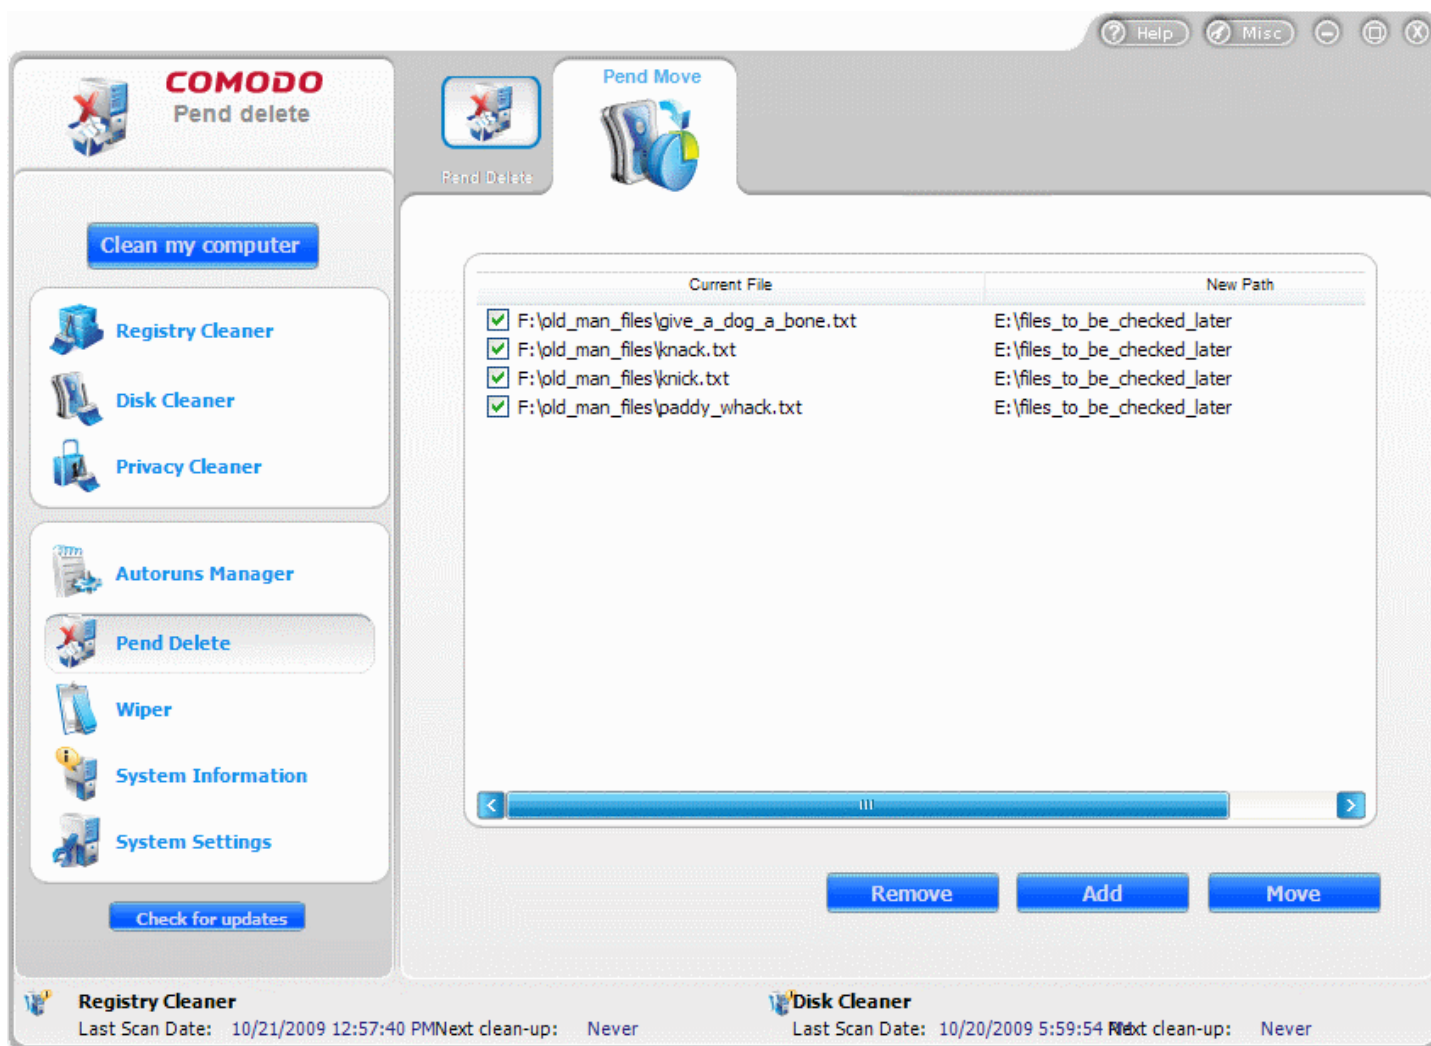 Help Misc
COMODO
Pend delete
Pend Move
Pend Delete
Clean my computer
Registry Cleaner
Disk Cleaner
Privacy Cleaner
Autoruns Manager
Pend Delete
Wiper
System Information
System Settings
Check for updates
Current File New Path
F:\old_man_files\give_a_dog_a_bone.txt E:\files_to_be_checked_later
F:\old_man_files\knack.txt E:\files_to_be_checked_later
F:\old_man_files\knick.txt E:\files_to_be_checked_later
F:\old_man_files\paddy_whack.txt E:\files_to_be_checked_later
Remove Add Move
Registry Cleaner
Last Scan Date: 10/21/2009 12:57:40 PM Next clean-up: Never
Disk Cleaner
Last Scan Date: 10/20/2009 5:59:54 PM Next clean-up: Never